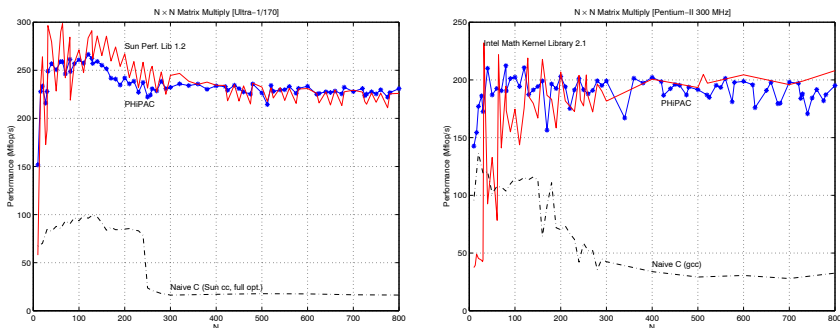 N × N Matrix Multiply [Ultra−1/170]
300
250
200
150
100
50
0
Performance (Mflop/s)
Sun Perf. Lib 1.2
PHiPAC
Naive C (Sun cc, full opt.)
0 100 200 300 400 500 600 700 800
N
N × N Matrix Multiply [Pentium−II 300 MHz]
250
200
150
100
50
0
Performance (Mflop/s)
Intel Math Kernel Library 2.1
PHiPAC
Naive C (gcc)
0 100 200 300 400 500 600 700 800
N